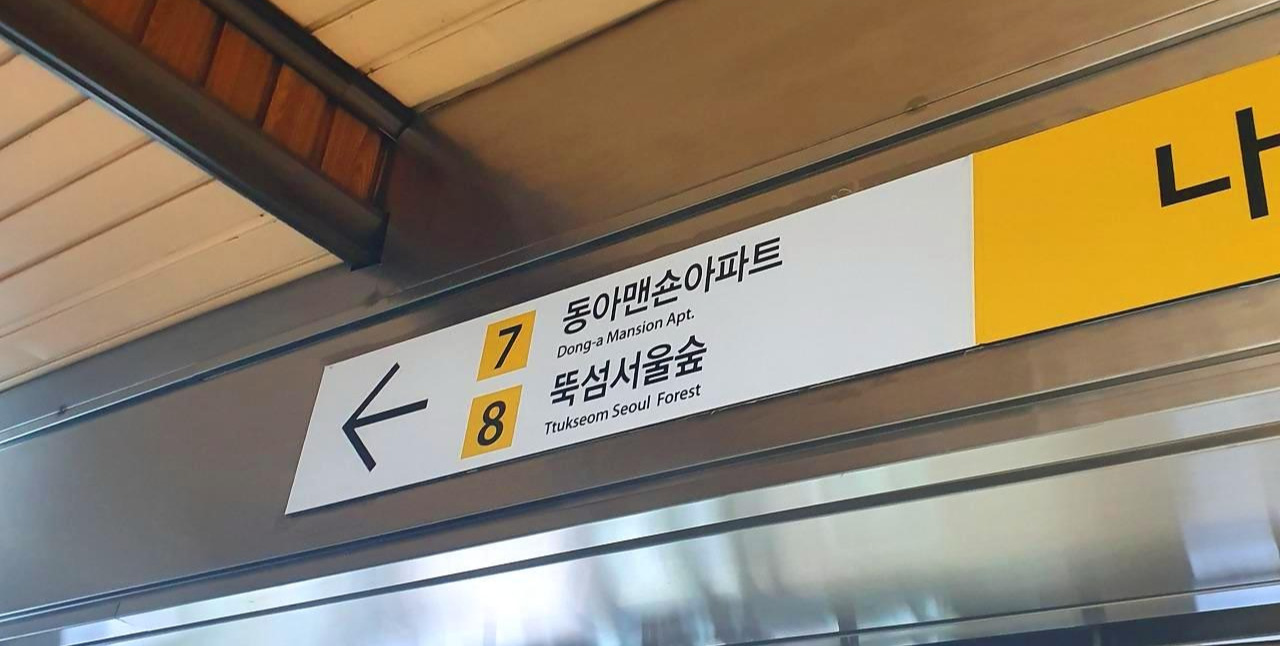 7 동아맨숀아파트
Dong-a Mansion Apt.
8 뚝섬서울숲
Ttukseom Seoul Forest
나